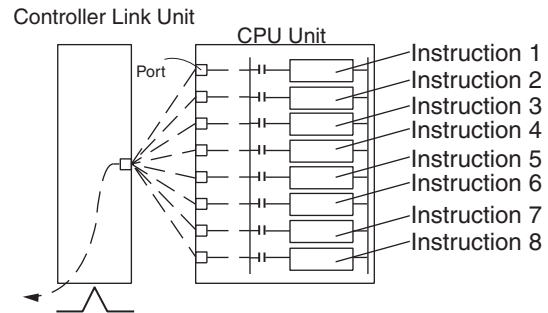 Controller Link Unit
CPU Unit
Port
Instruction 1
Instruction 2
Instruction 3
Instruction 4
Instruction 5
Instruction 6
Instruction 7
Instruction 8